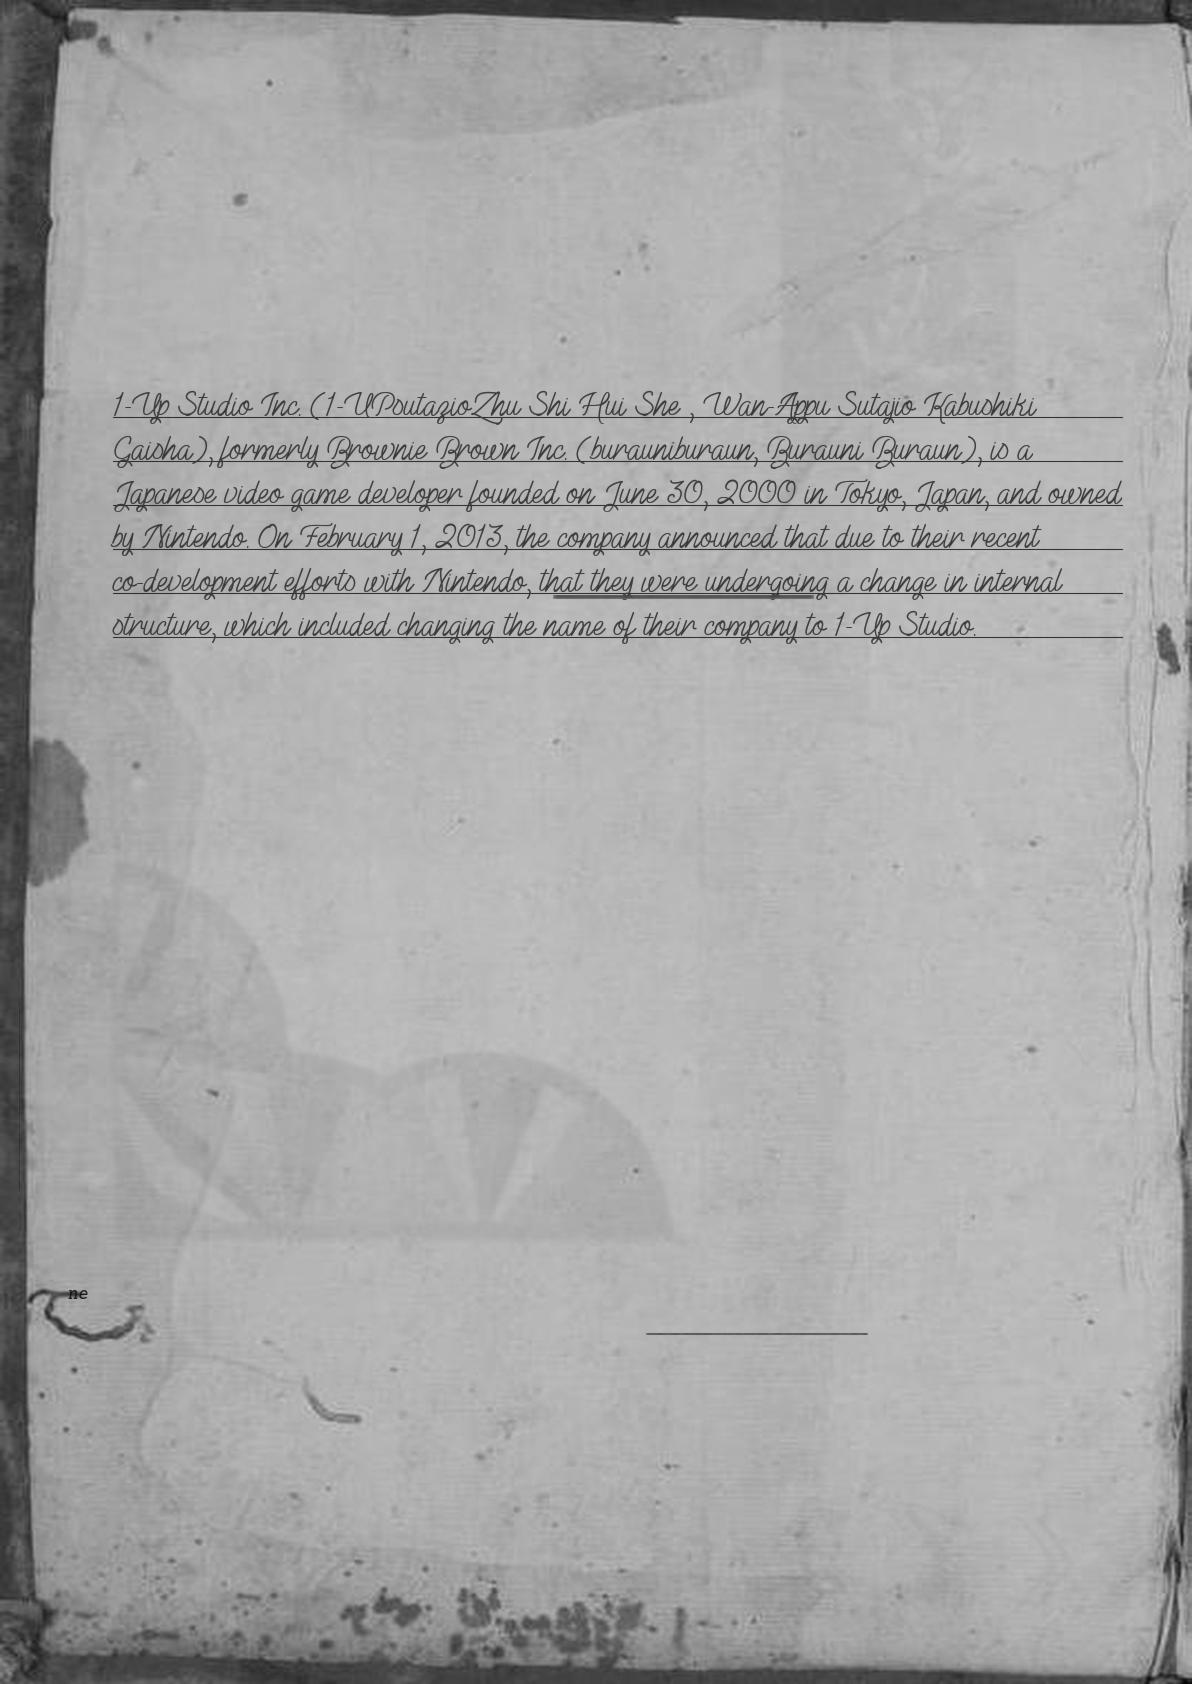 1-Up Studio Inc. (1-UPsutazioZhu Shi Hui She , Wan-Appu Sutajio Kabushiki
Gaisha), formerly Brownie Brown Inc. (burauniburaun, Burauni Buraun), is a
Japanese video game developer founded on June 30, 2000 in Tokyo, Japan, and owned
by Nintendo. On February 1, 2013, the company announced that due to their recent
co-development efforts with Nintendo, that they were undergoing a change in internal
structure, which included changing the name of their company to 1-Up Studio.
ne